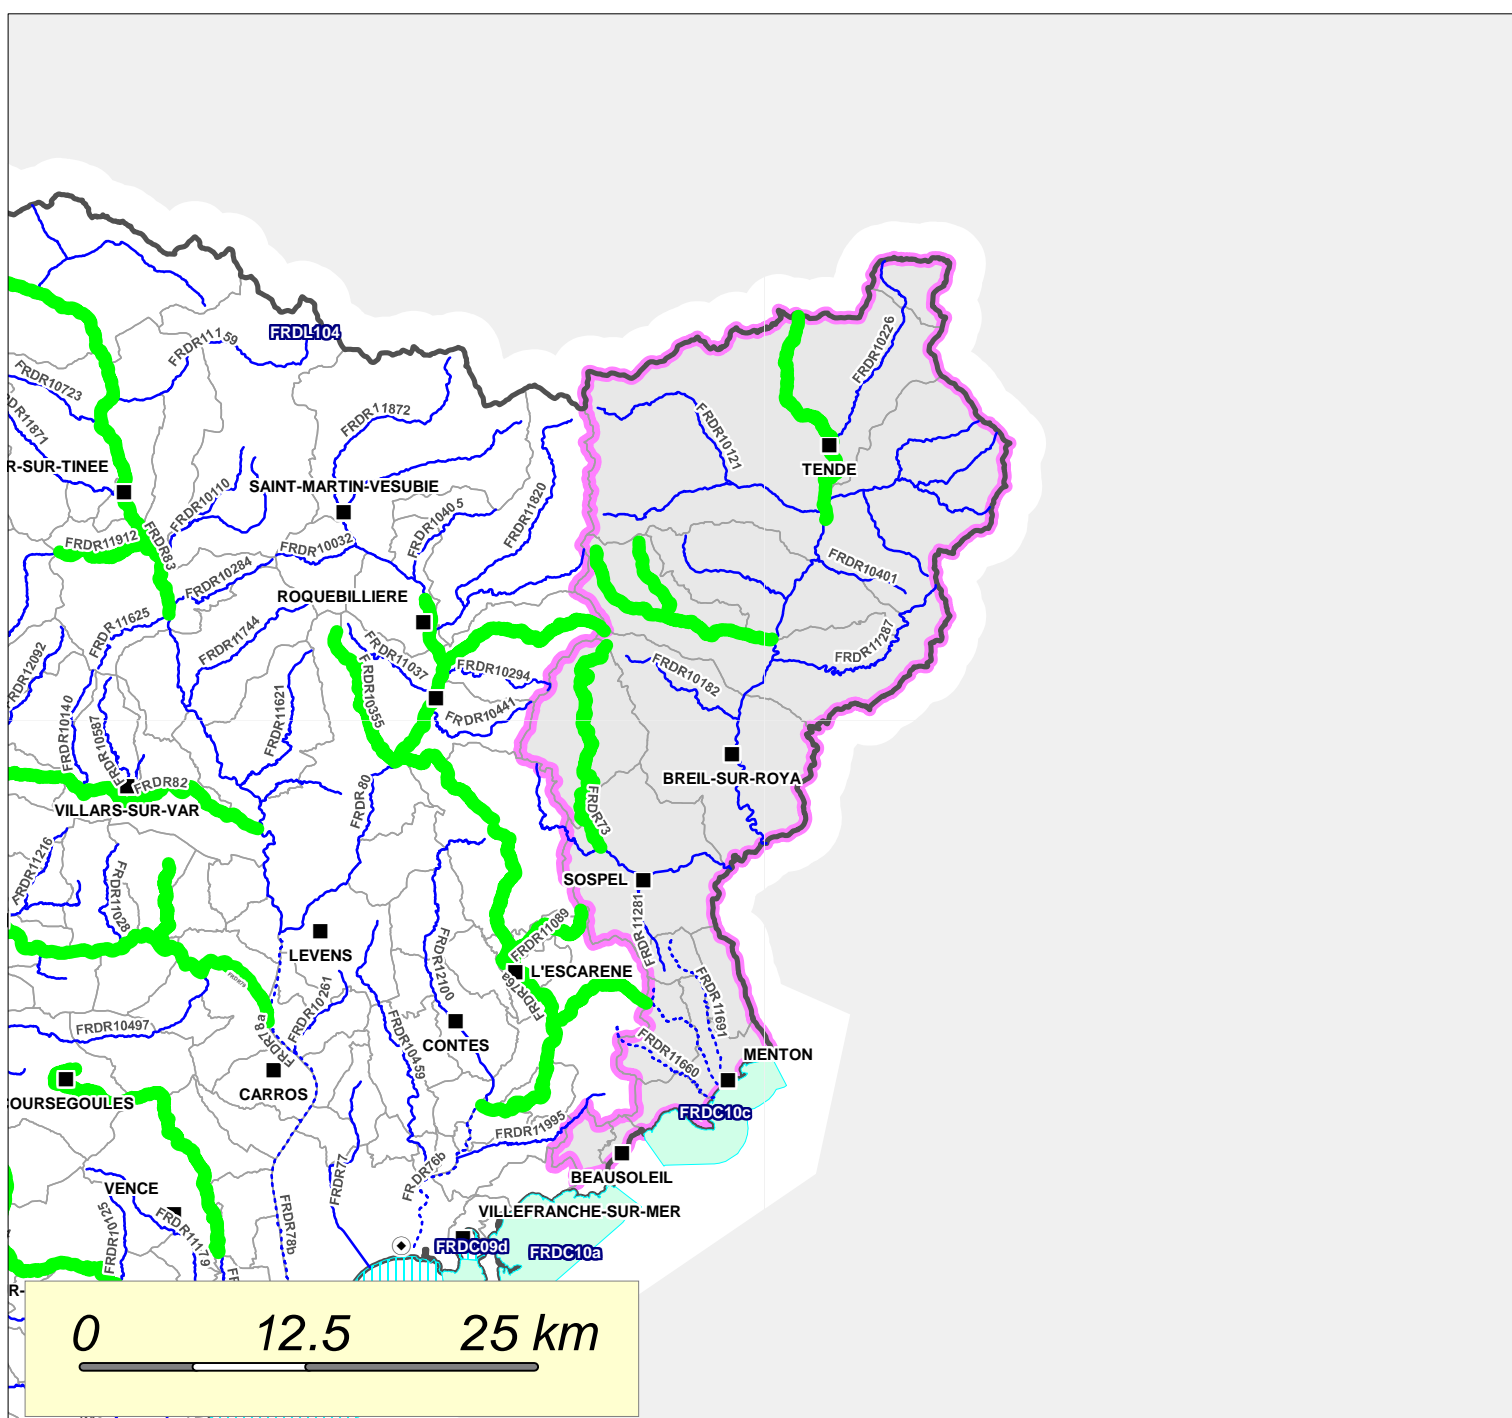 FRDL104
FRDR11159
FRDR10723
FRDR11872
FRDR10226
FRDR10121
TENDE
R-SUR-TINEE
DR11871
SAINT-MARTIN-VESUBIE
FRDR10110
FRDR10405
FRDR11820
FRDR83
FRDR11912
FRDR10032
FRDR10284
FRDR10401
ROQUEBILLIERE
FRDR11625
FRDR11744
FRDR11037
FRDR10294
FRDR11287
FRDR10182
FRDR12092
FRDR10140
FRDR10587
FRDR11621
FRDR10355
FRDR10441
BREIL-SUR-ROYA
FRDR82
FRDR80
FRDR73
VILLARS-SUR-VAR
FRDR11216
FRDR11028
SOSPEL
FRDR11089
FRDR11281
LEVENS
FRDR12100
L'ESCARENE
FRDR76a
FRDR10261
FRDR11691
FRDR10497
FRDR78a
FRDR10459
CONTES
FRDR11660
MENTON
CARROS
OURSEGOULES
FRDC10c
FRDR11995
FRDR77
FRDR76b
BEAUSOLEIL
VENCE
FRDR10125
FRDR11179
FRDR78b
VILLEFRANCHE-SUR-MER
FRDC09d
FRDC10a
FR
R-
0 12.5 25 km